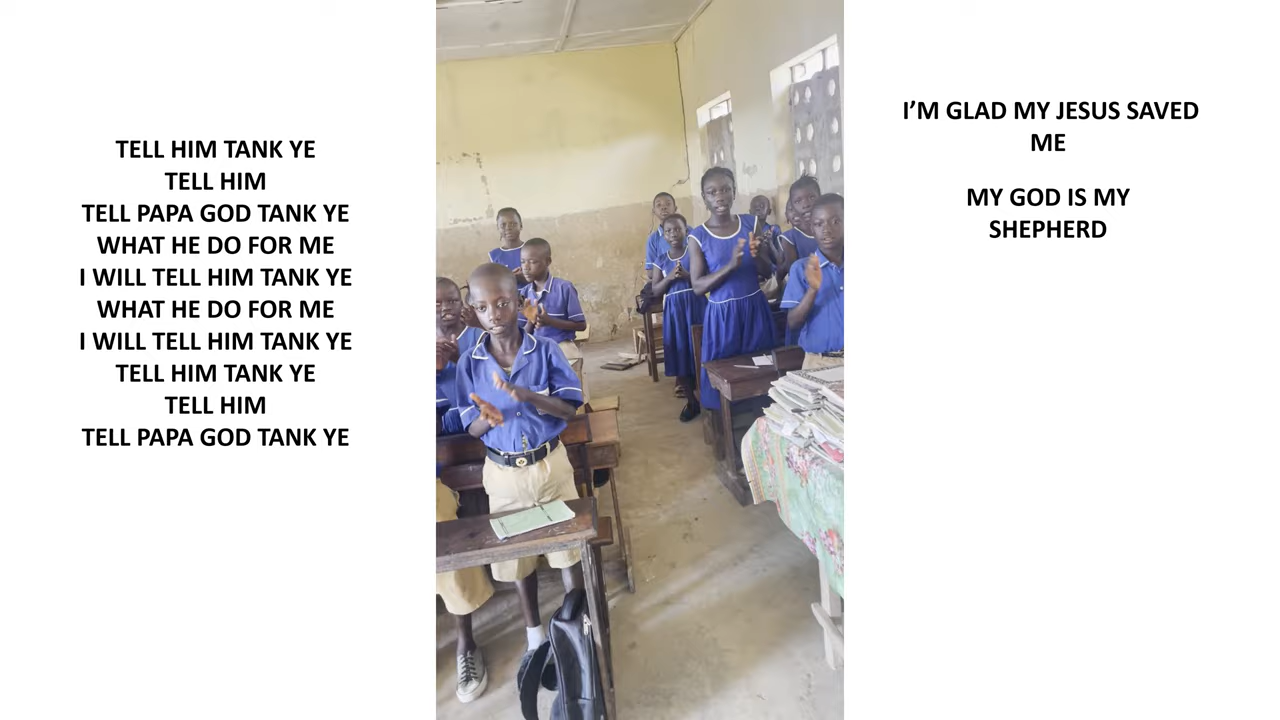 TELL HIM TANK YE
TELL HIM
TELL PAPA GOD TANK YE
WHAT HE DO FOR ME
I WILL TELL HIM TANK YE
WHAT HE DO FOR ME
I WILL TELL HIM TANK YE
TELL HIM TANK YE
TELL HIM
TELL PAPA GOD TANK YE
I’M GLAD MY JESUS SAVED
ME
MY GOD IS MY
SHEPHERD